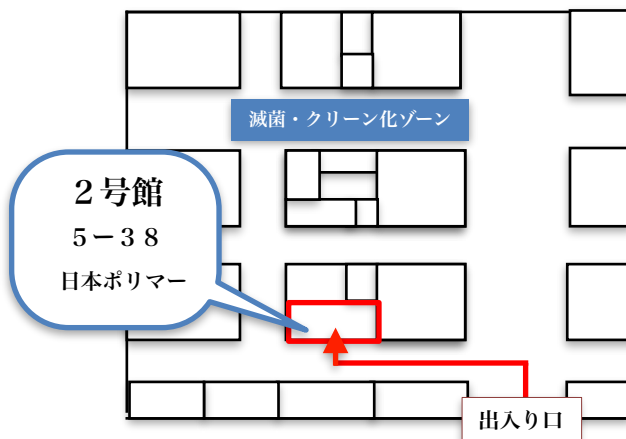 滅菌・クリーン化ゾーン
２号館
５－３８
日本ポリマー
出入り口